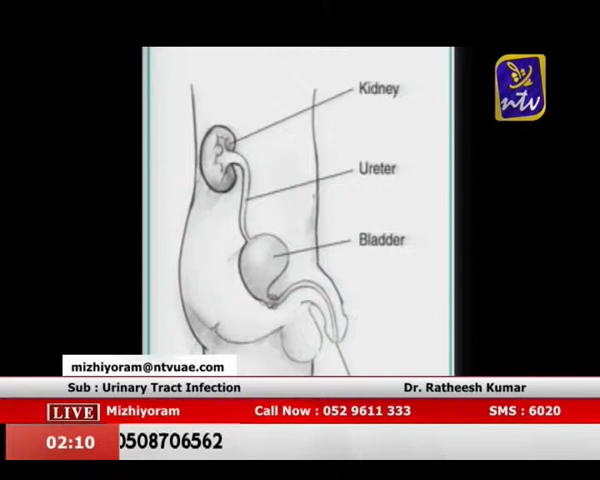 Kidney
ntv
Ureter
Bladder
mizhiyoram@ntvuae.com
Sub : Urinary Tract Infection
Dr. Ratheesh Kumar
LIVE Mizhiyoram
Call Now : 052 9611 333
SMS : 6020
02:10
0508706562